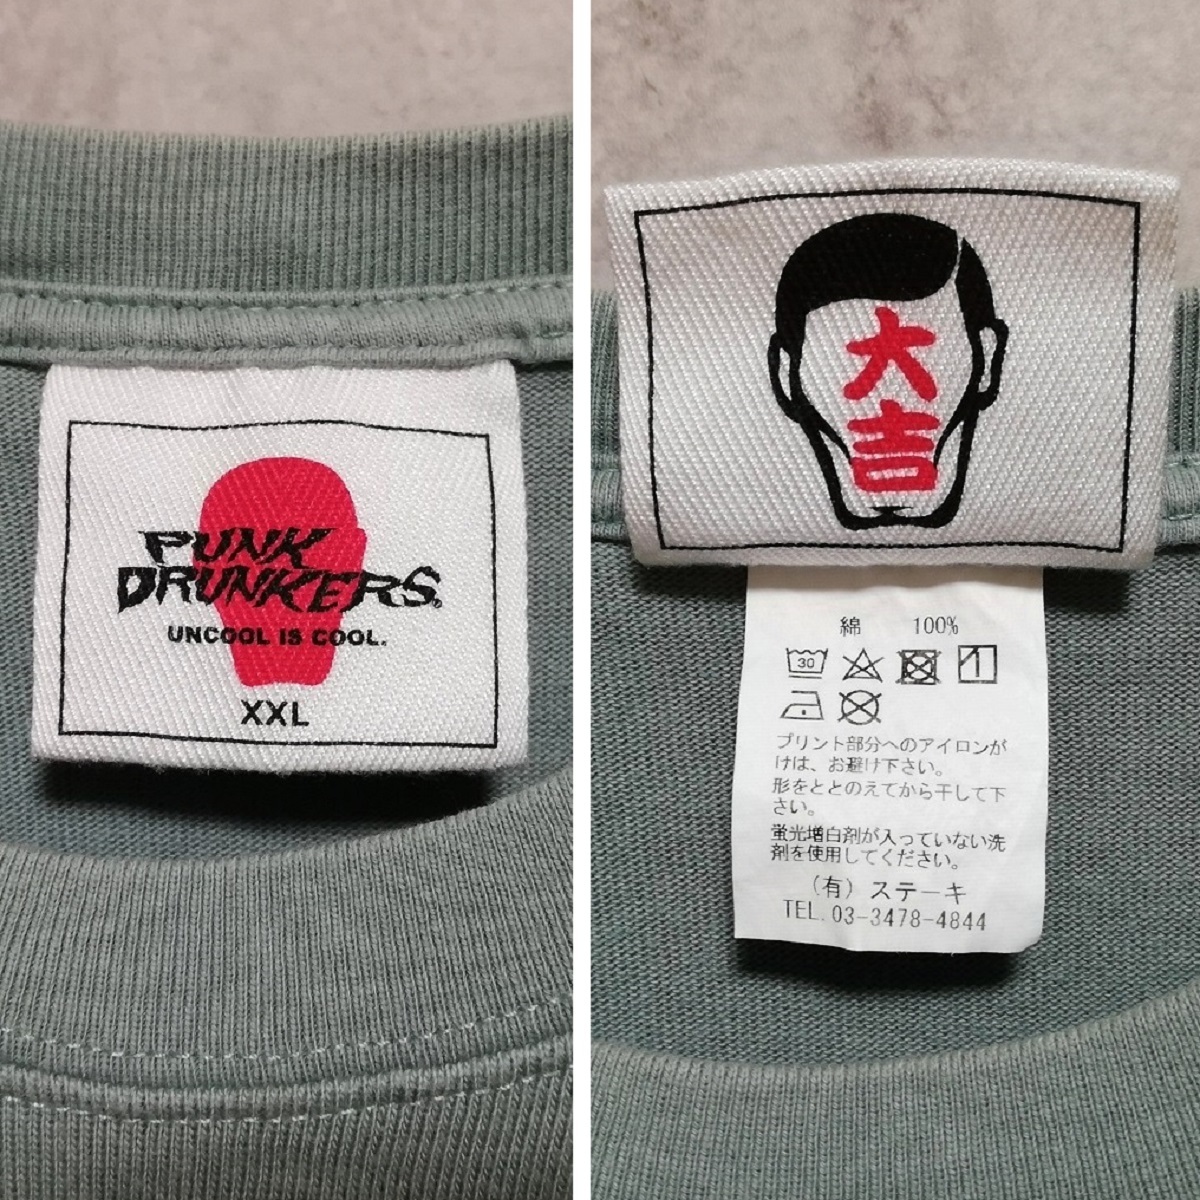 PUNK
DRUNKERS®
UNCOOL IS COOL.
XXL
大
吉
綿 100%
30
プリント部分へのアイロンが
けは、お避け下さい。
形をととのえてから干して下
さい。
蛍光増白剤が入っていない洗
剤を使用してください。
(有) ステーキ
TEL. 03-3478-4844